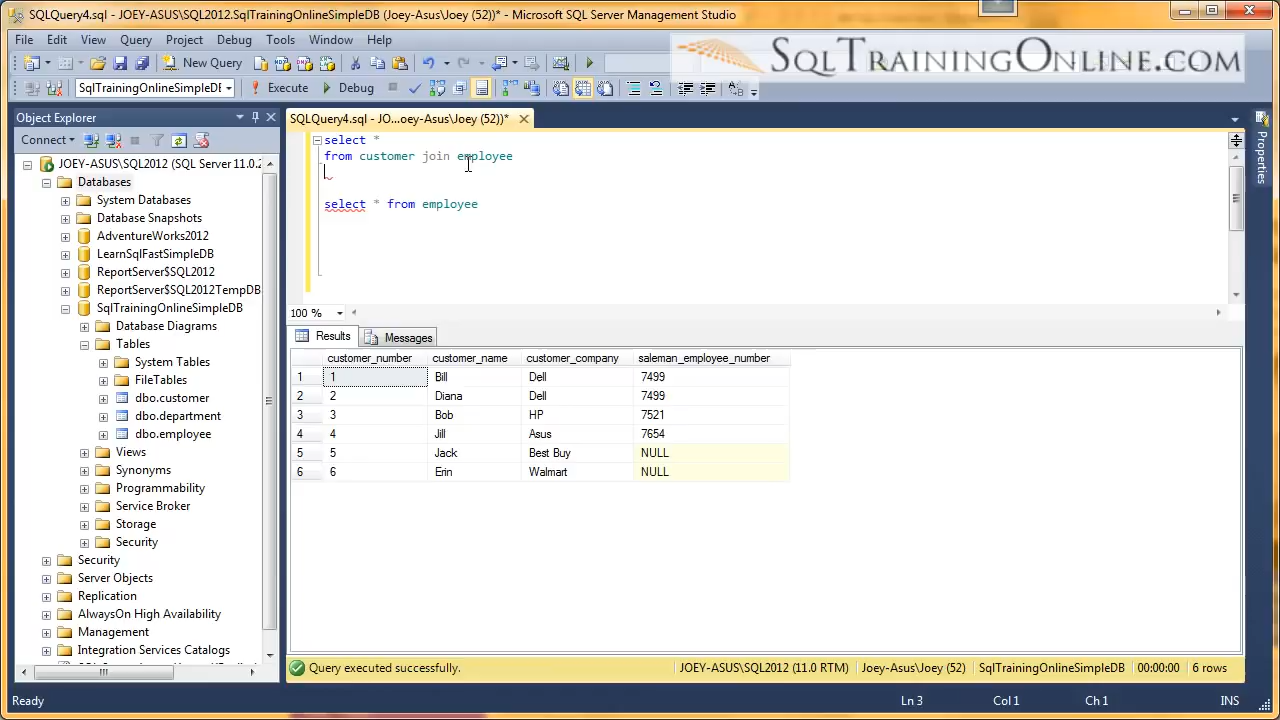 SQLQuery4.sql - JOEY-ASUS\SQL2012.SqlTrainingOnlineSimpleDB (Joey-Asus\Joey (52))* - Microsoft SQL Server Management Studio
File Edit View Query Project Debug Tools Window Help
SQLTRAININGONLINE.COM
New Query
SqlTrainingOnlineSimpleDE
Execute Debug
Object Explorer
SQLQuery4.sql - JO...oey-Asus\Joey (52))*
Properties
Connect
JOEY-ASUS\SQL2012 (SQL Server 11.0.2
Databases
System Databases
Database Snapshots
AdventureWorks2012
LearnSqlFastSimpleDB
ReportServer$SQL2012
ReportServer$SQL2012TempDB
SqlTrainingOnlineSimpleDB
Database Diagrams
Tables
System Tables
FileTables
dbo.customer
dbo.department
dbo.employee
Views
Synonyms
Programmability
Service Broker
Storage
Security
Security
Server Objects
Replication
AlwaysOn High Availability
Management
Integration Services Catalogs
select *
from customer join employee
select * from employee
100 %
Results Messages
customer_number customer_name customer_company saleman_employee_number
1 1 Bill Dell 7499
2 2 Diana Dell 7499
3 3 Bob HP 7521
4 4 Jill Asus 7654
5 5 Jack Best Buy NULL
6 6 Erin Walmart NULL
Query executed successfully. JOEY-ASUS\SQL2012 (11.0 RTM) Joey-Asus\Joey (52) SqlTrainingOnlineSimpleDB 00:00:00 6 rows
Ready Ln 3 Col 1 Ch 1 INS